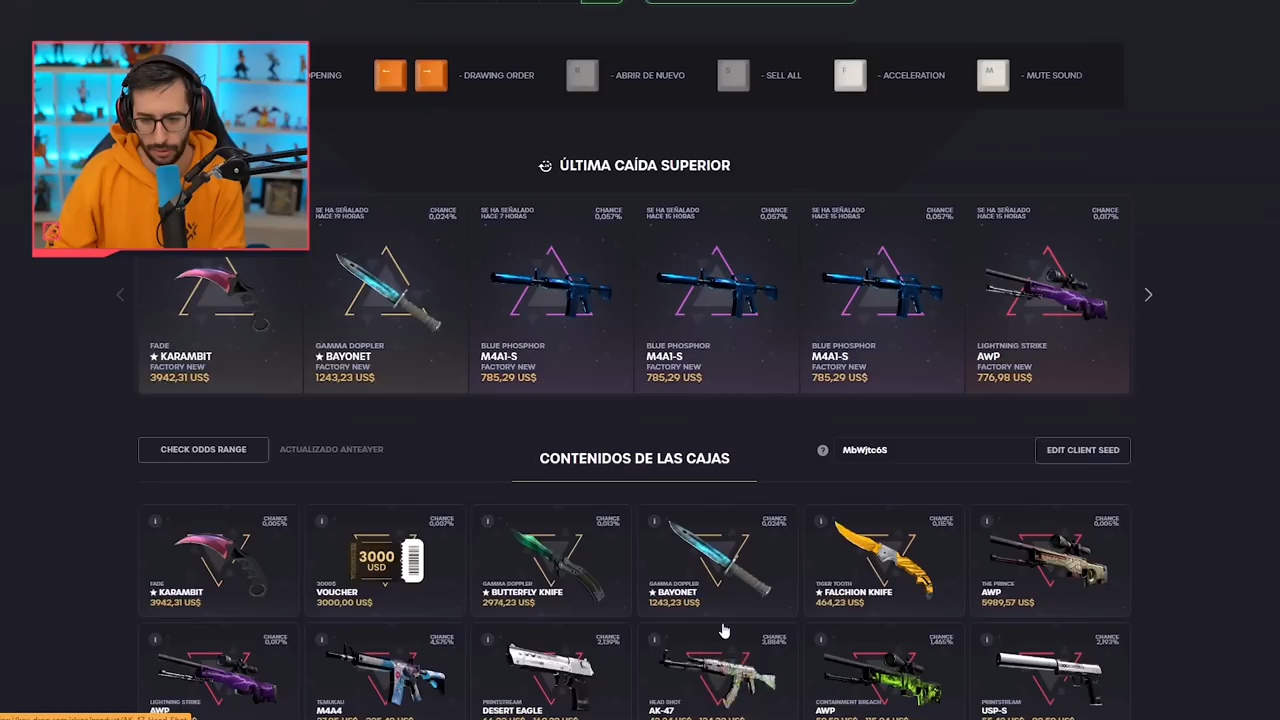 PENING
←
→
- DRAWING ORDER
R
- ABRIR DE NUEVO
S
- SELL ALL
F
- ACCELERATION
M
- MUTE SOUND
ÚLTIMA CAÍDA SUPERIOR
FADE
★ KARAMBIT
FACTORY NEW
3942,31 US$
SE HA SEÑALADO
HACE 19 HORAS
CHANCE
0,024%
GAMMA DOPPLER
★ BAYONET
FACTORY NEW
1243,23 US$
SE HA SEÑALADO
HACE 7 HORAS
CHANCE
0,057%
BLUE PHOSPHOR
M4A1-S
FACTORY NEW
785,29 US$
SE HA SEÑALADO
HACE 15 HORAS
CHANCE
0,057%
BLUE PHOSPHOR
M4A1-S
FACTORY NEW
785,29 US$
SE HA SEÑALADO
HACE 15 HORAS
CHANCE
0,057%
BLUE PHOSPHOR
M4A1-S
FACTORY NEW
785,29 US$
SE HA SEÑALADO
HACE 15 HORAS
CHANCE
0,017%
LIGHTNING STRIKE
AWP
FACTORY NEW
776,98 US$
CHECK ODDS RANGE
ACTUALIZADO ANTEAYER
CONTENIDOS DE LAS CAJAS
?
MbWjtc6S
EDIT CLIENT SEED
CHANCE
0,005%
FADE
★ KARAMBIT
3942,31 US$
CHANCE
0,007%
3000
USD
3000$
VOUCHER
3000,00 US$
CHANCE
0,013%
GAMMA DOPPLER
★ BUTTERFLY KNIFE
2974,23 US$
CHANCE
0,024%
GAMMA DOPPLER
★ BAYONET
1243,23 US$
CHANCE
0,115%
TIGER TOOTH
★ FALCHION KNIFE
464,23 US$
CHANCE
0,005%
THE PRINCE
AWP
5989,57 US$
CHANCE
0,017%
LIGHTNING STRIKE
AWP
CHANCE
4,575%
TEMUKAU
M4A4
CHANCE
2,139%
PRINTSTREAM
DESERT EAGLE
CHANCE
3,884%
HEAD SHOT
AK-47
CHANCE
1,465%
CONTAINMENT BREACH
AWP
CHANCE
2,193%
PRINTSTREAM
USP-S